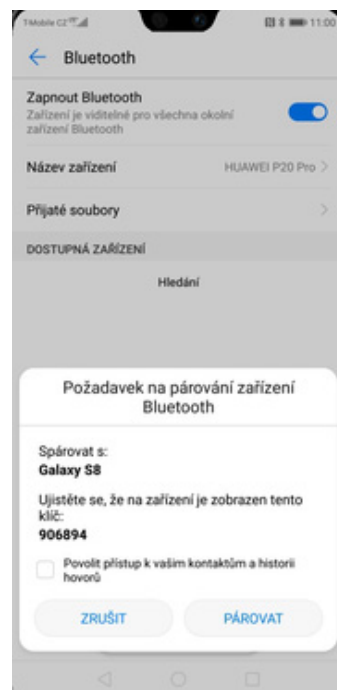 T-Mobile CZ
11:00
Bluetooth
Zapnout Bluetooth
Zařízení je viditelné pro všechna okolní
zařízení Bluetooth
Název zařízení HUAWEI P20 Pro
Přijaté soubory
DOSTUPNÁ ZAŘÍZENÍ
Hledání
Požadavek na párování zařízení
Bluetooth
Spárovat s:
Galaxy S8
Ujistěte se, že na zařízení je zobrazen tento
klíč:
906894
Povolit přístup k vašim kontaktům a historii
hovorů
ZRUŠIT PÁROVAT